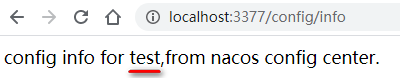 localhost:3377/config/info
config info for test,from nacos config center.